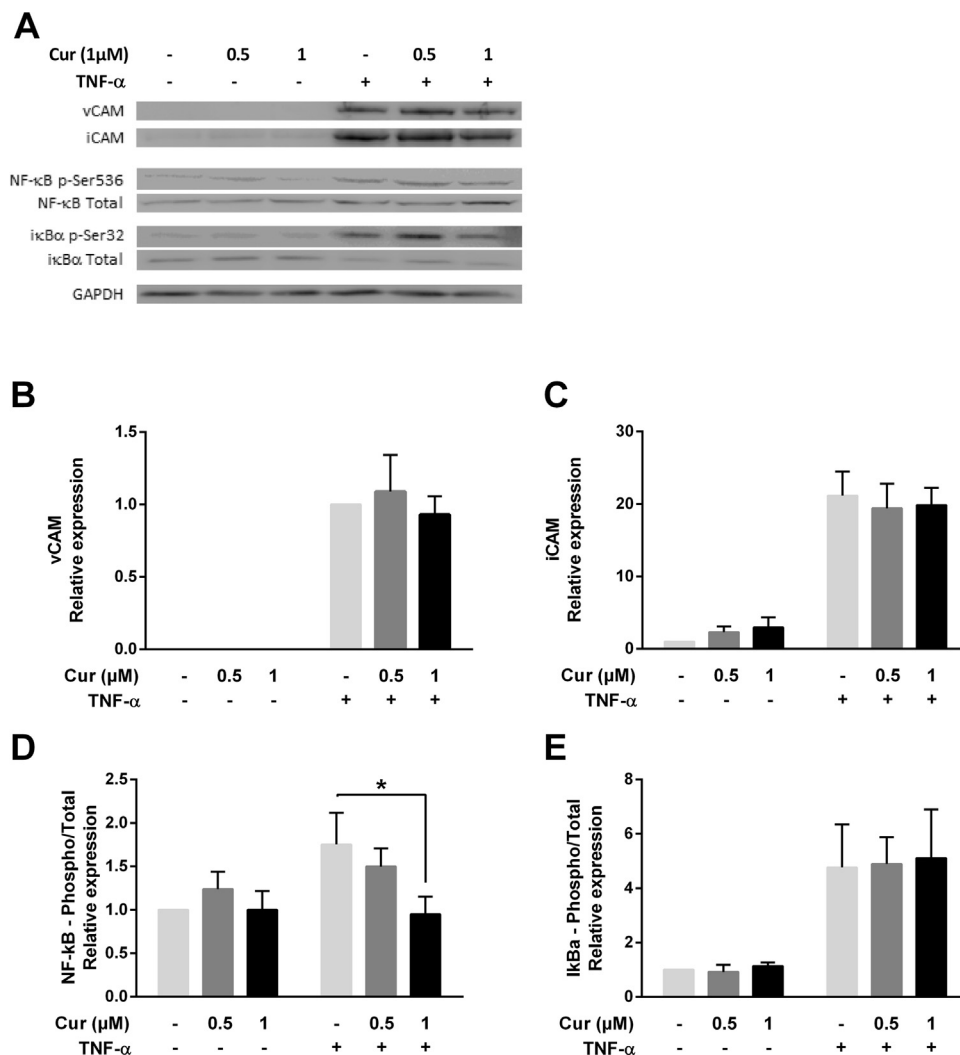 A
Cur (1μM) - 0.5 1 - 0.5 1
TNF-α - - - + + +
vCAM
iCAM
NF-κB p-Ser536
NF-κB Total
iκBα p-Ser32
iκBα Total
GAPDH
B
vCAM
Relative expression
1.5
1.0
0.5
0.0
Cur (μM) - 0.5 1 - 0.5 1
TNF-α - - - + + +
C
iCAM
Relative expression
30
20
10
0
Cur (μM) - 0.5 1 - 0.5 1
TNF-α - - - + + +
D
NF-kB - Phospho/Total
Relative expression
2.5
2.0
1.5
1.0
0.5
0.0
*
Cur (μM) - 0.5 1 - 0.5 1
TNF-α - - - + + +
E
IkBa - Phospho/Total
Relative expression
8
6
4
2
0
Cur (μM) - 0.5 1 - 0.5 1
TNF-α - - - + + +